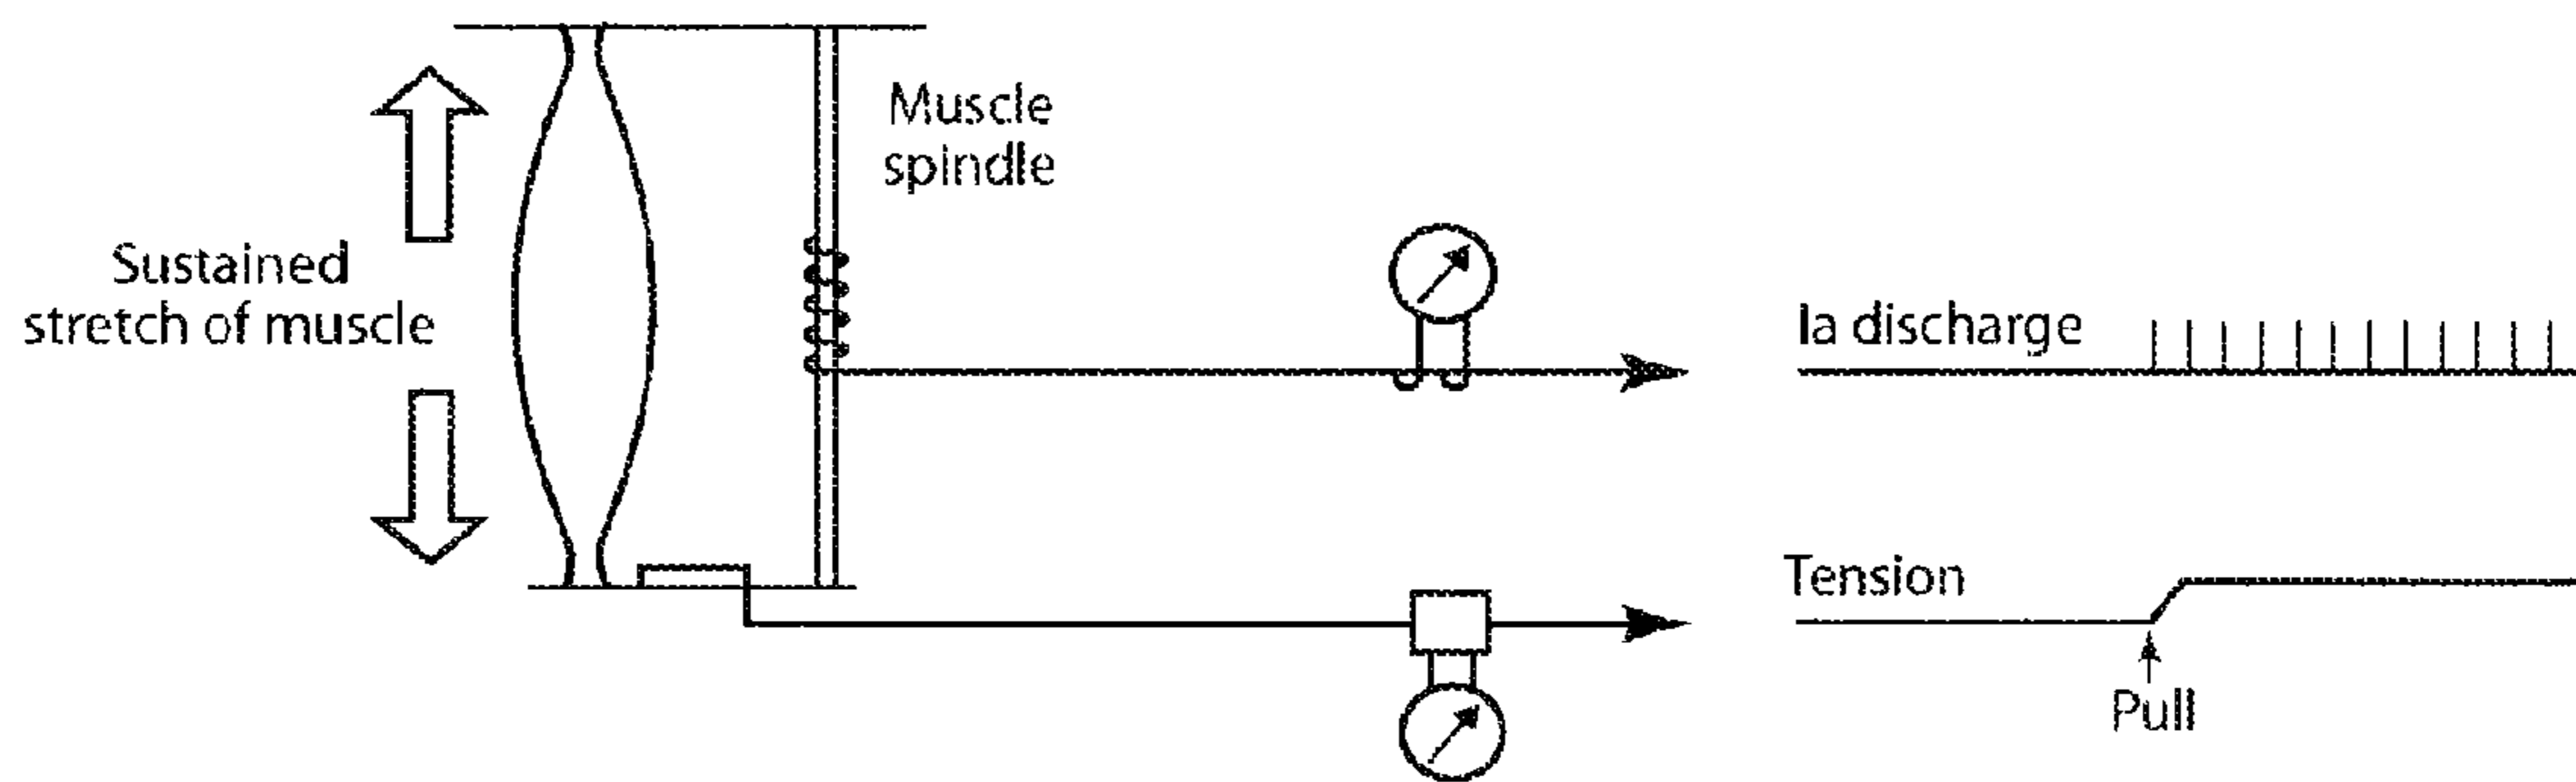 Muscle
spindle
Sustained
stretch of muscle
Ia discharge
Tension
Pull